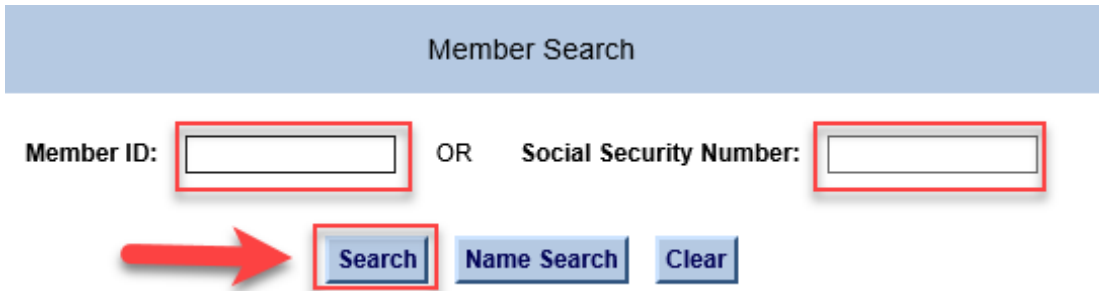 Member Search
Member ID: OR Social Security Number:
Search Name Search Clear